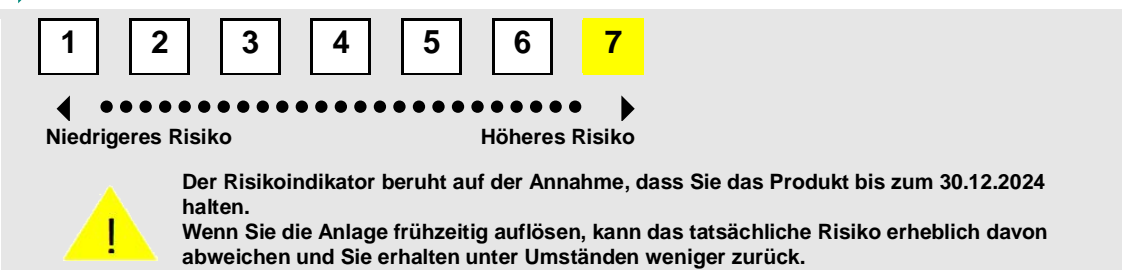 1 2 3 4 5 6 7
Niedrigeres Risiko Höheres Risiko
Der Risikoindikator beruht auf der Annahme, dass Sie das Produkt bis zum 30.12.2024
halten.
Wenn Sie die Anlage frühzeitig auflösen, kann das tatsächliche Risiko erheblich davon
abweichen und Sie erhalten unter Umständen weniger zurück.
!